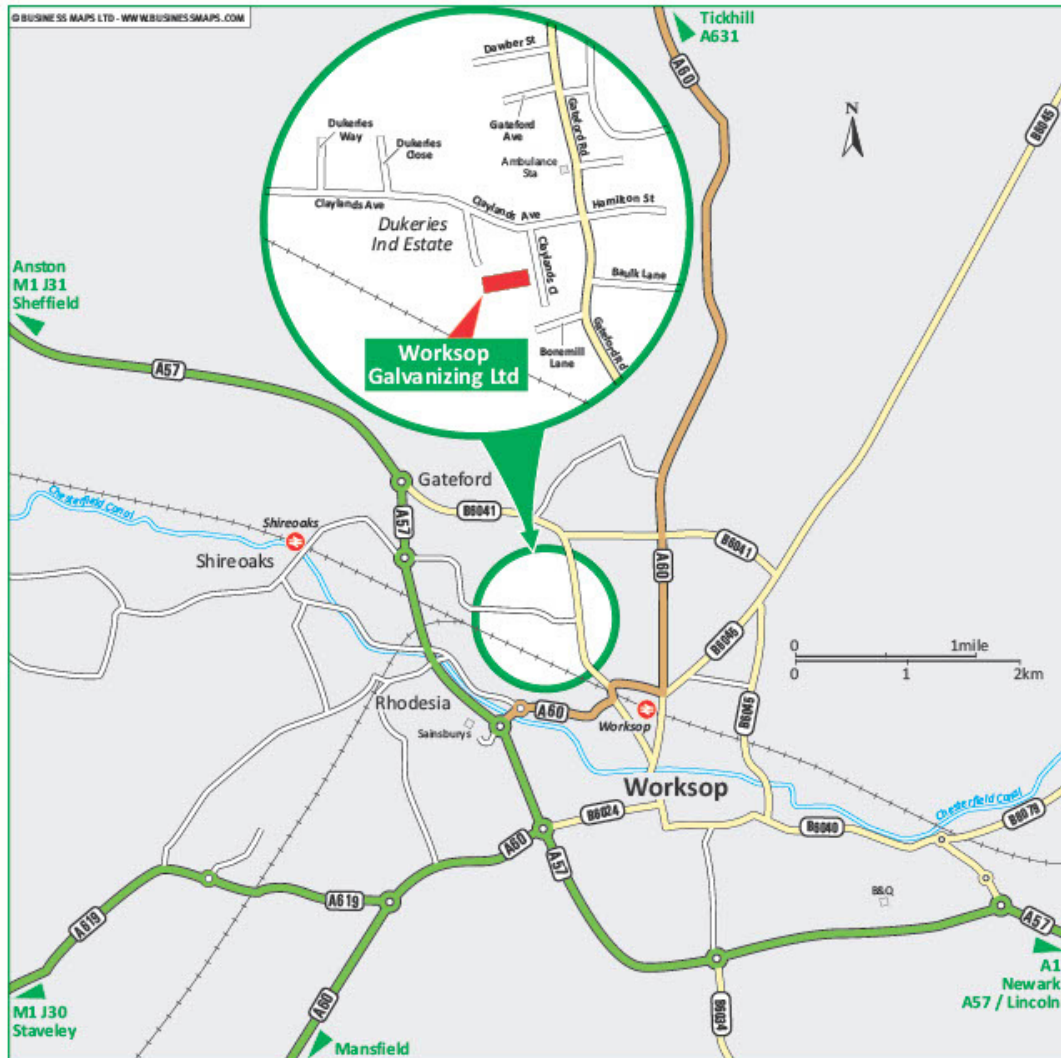 © BUSINESS MAPS LTD - WWW.BUSINESSMAPS.COM
Tickhill
A631
A60
B6045
N
Dawber St
Gateford
Ave
Gateford Rd
Dukeries
Way
Dukeries
Close
Ambulance
Sta
Claylands Ave
Claylands Ave
Hamilton St
Dukeries
Ind Estate
Claylands Cl
Baulk Lane
Bonemill
Lane
Gateford Rd
Worksop
Galvanizing Ltd
Anston
M1 J31
Sheffield
A57
Gateford
B6041
A57
Chesterfield Canal
Shireoaks
Shireoaks
B6041
A60
B6045
0
1mile
0
1
2km
Rhodesia
Sainsburys
A60
Worksop
B6045
Worksop
Chesterfield Canal
B6024
B6040
B6079
A60
A57
A619
B&Q
A619
A57
A60
B6034
M1 J30
Staveley
Mansfield
A1
Newark
A57 / Lincoln